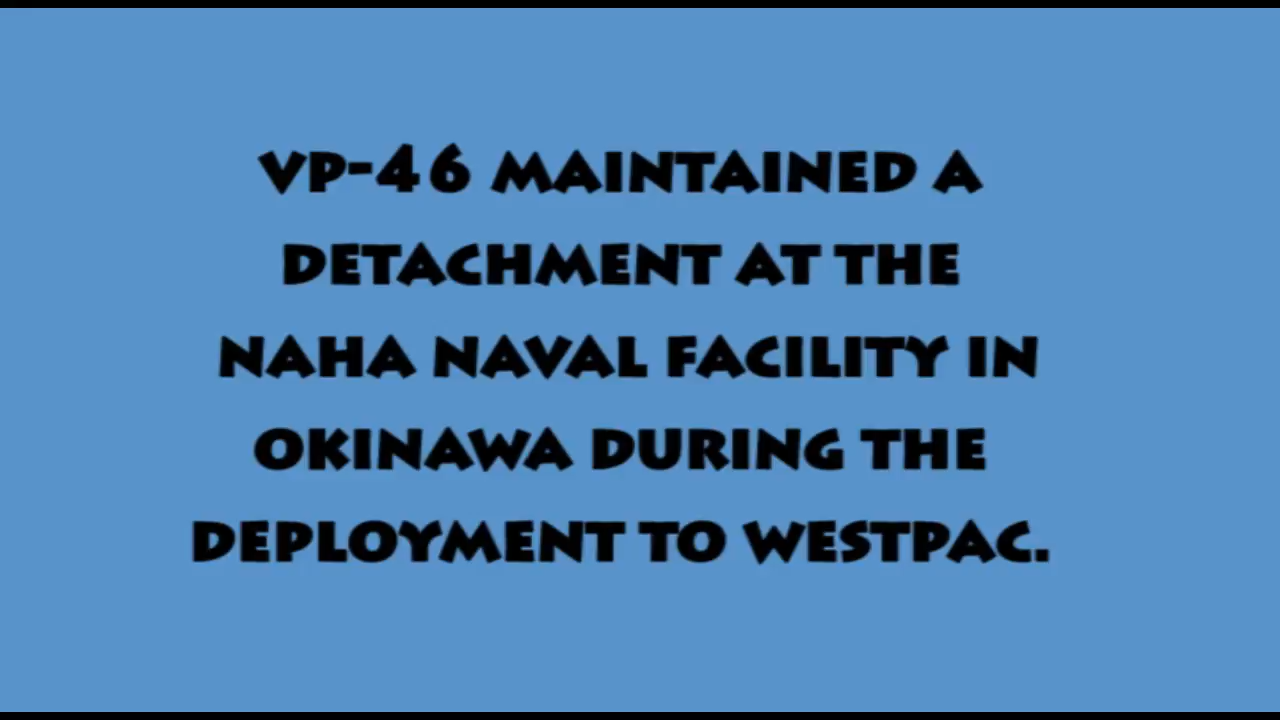 VP-46 MAINTAINED A
DETACHMENT AT THE
NAHA NAVAL FACILITY IN
OKINAWA DURING THE
DEPLOYMENT TO WESTPAC.